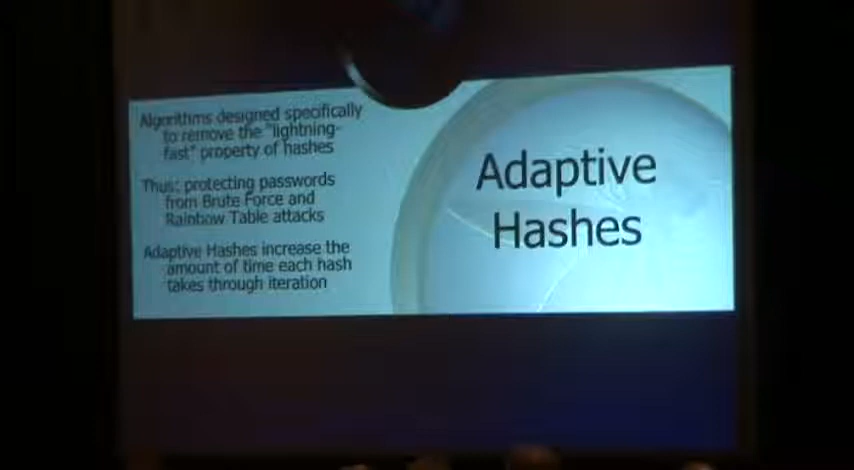 Algorithms designed specifically
to remove the "lightning-
fast" property of hashes
Thus: protecting passwords
from Brute Force and
Rainbow Table attacks
Adaptive Hashes increase the
amount of time each hash
takes through iteration
Adaptive
Hashes